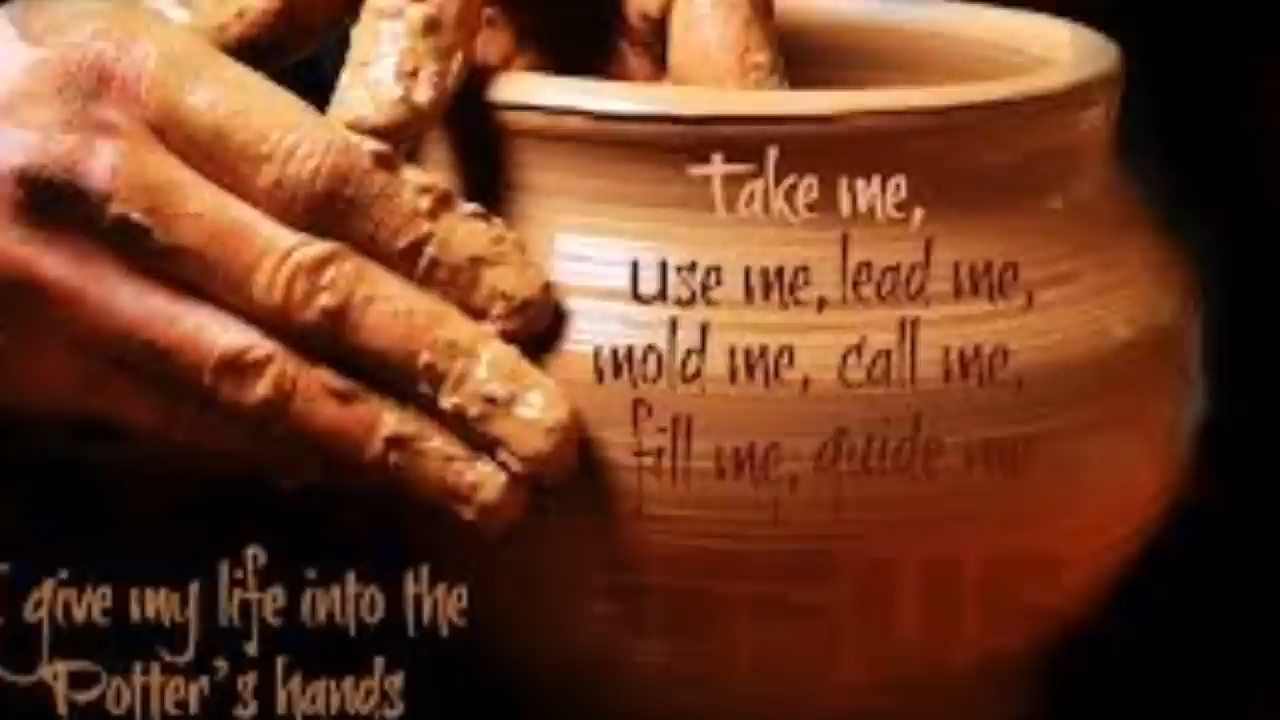 Take me,
use me, lead me,
mold me, call me,
fill me, guide me
I give my life into the
Potter's hands